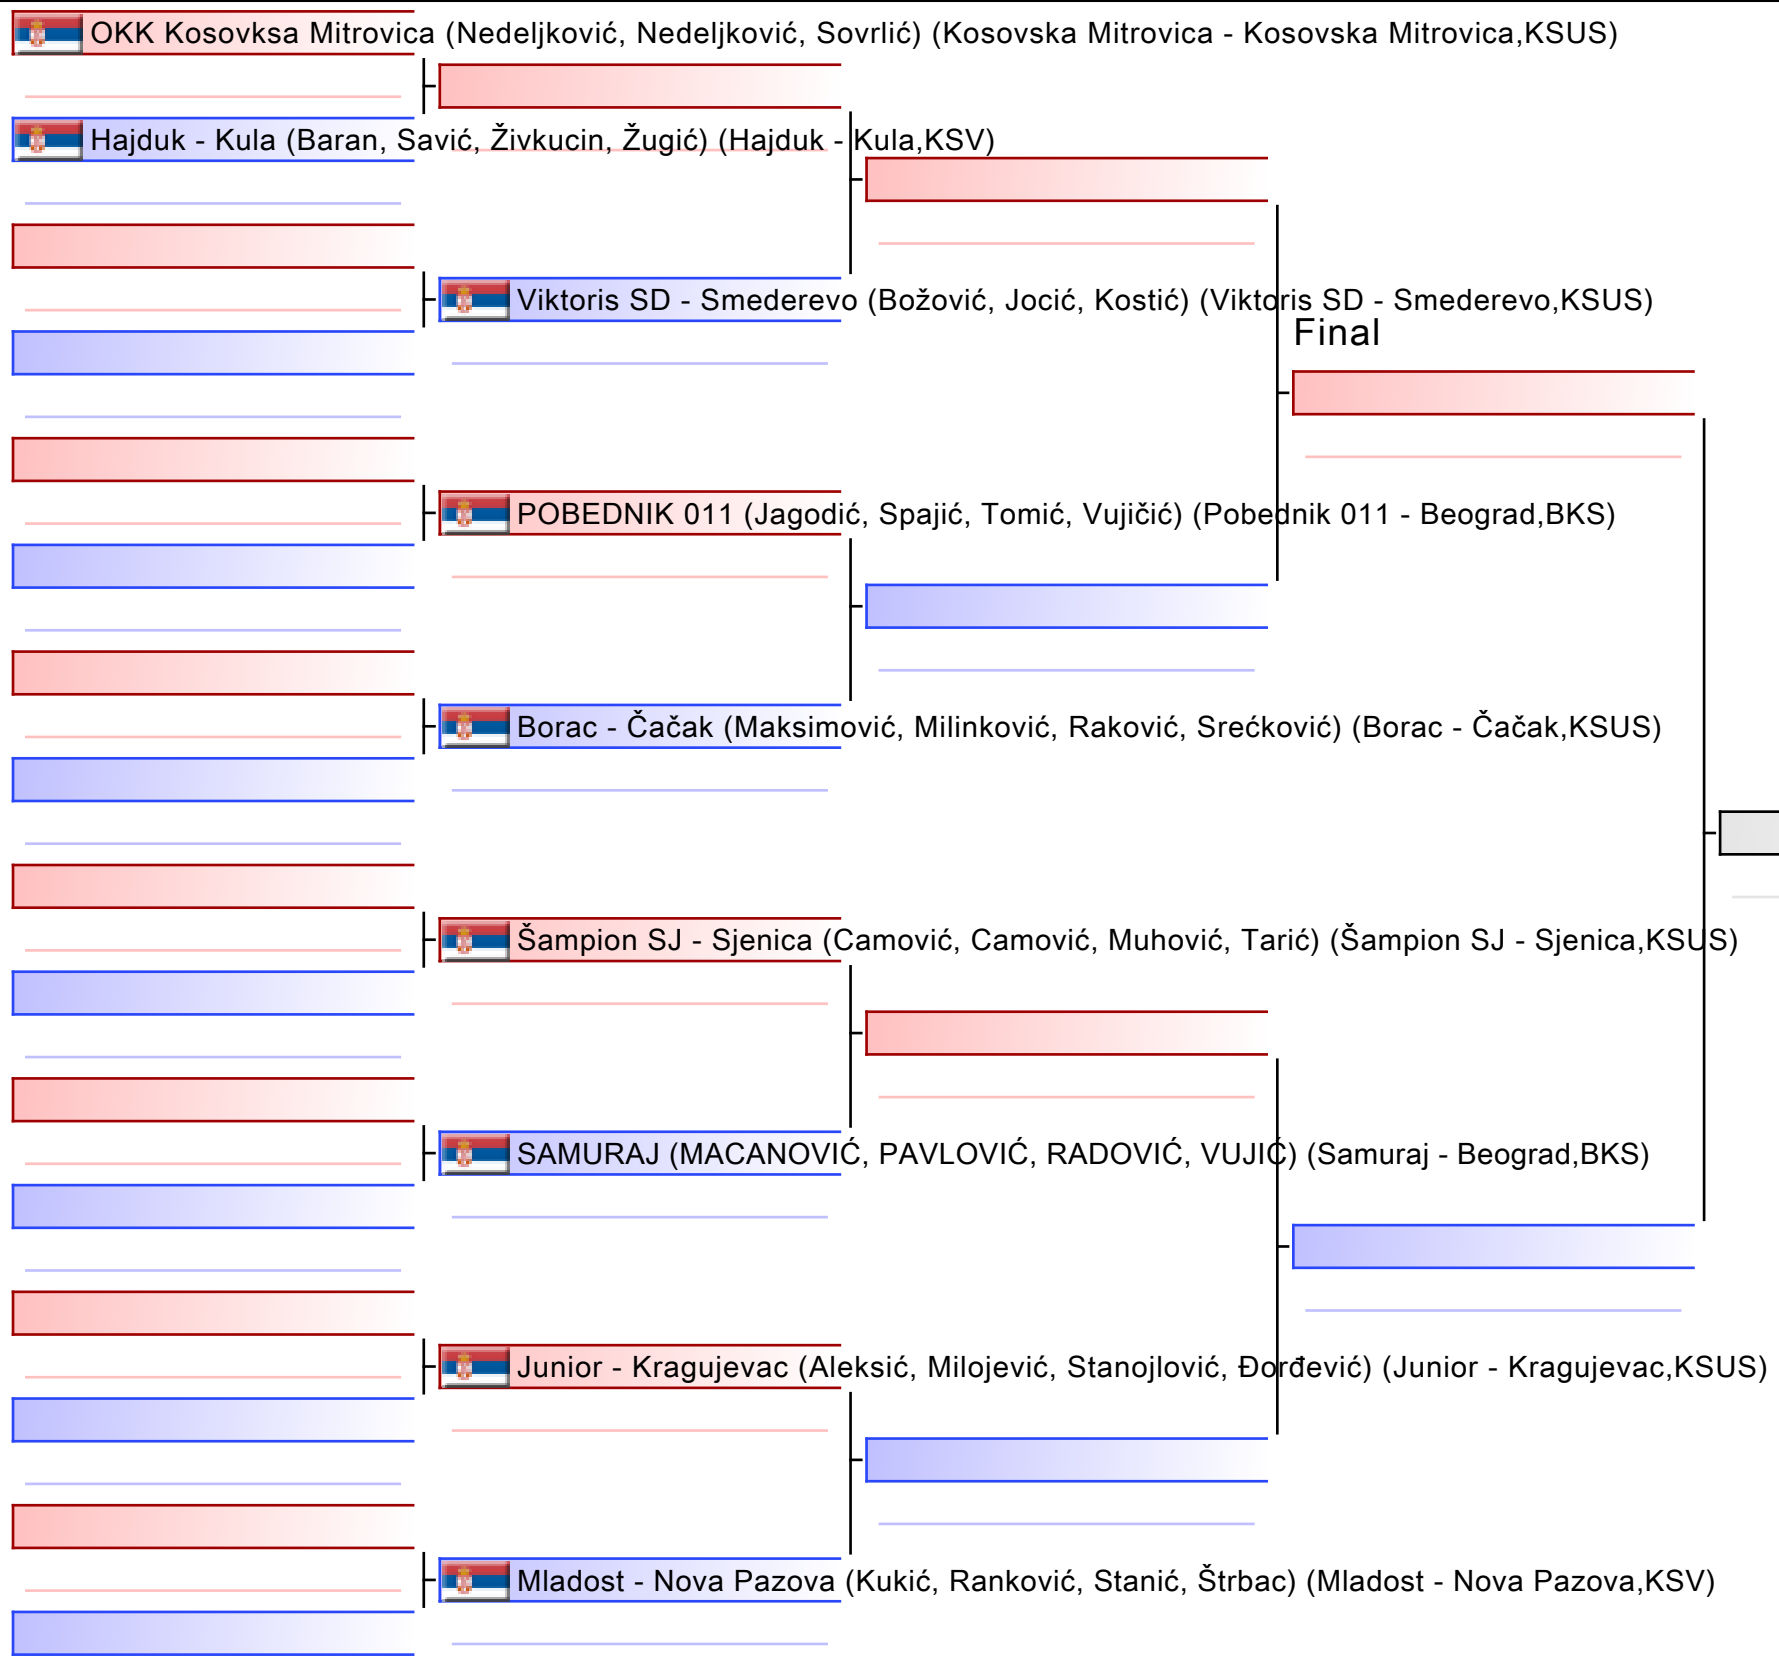 OKK Kosovksa Mitrovica (Nedeljković, Nedeljković, Sovrlić) (Kosovska Mitrovica - Kosovska Mitrovica,KSUS)
Hajduk - Kula (Baran, Savić, Živkucin, Žugić) (Hajduk - Kula,KSV)
Viktoris SD - Smederevo (Božović, Jocić, Kostić) (Viktoris SD - Smederevo,KSUS)
Final
POBEDNIK 011 (Jagodić, Spajić, Tomić, Vujičić) (Pobednik 011 - Beograd,BKS)
Borac - Čačak (Maksimović, Milinković, Raković, Srećković) (Borac - Čačak,KSUS)
Šampion SJ - Sjenica (Camović, Camović, Muhović, Tarić) (Šampion SJ - Sjenica,KSUS)
SAMURAJ (MACANOVIĆ, PAVLOVIĆ, RADOVIĆ, VUJIĆ) (Samuraj - Beograd,BKS)
Junior - Kragujevac (Aleksić, Milojević, Stanojlović, Đorđević) (Junior - Kragujevac,KSUS)
Mladost - Nova Pazova (Kukić, Ranković, Stanić, Štrbac) (Mladost - Nova Pazova,KSV)